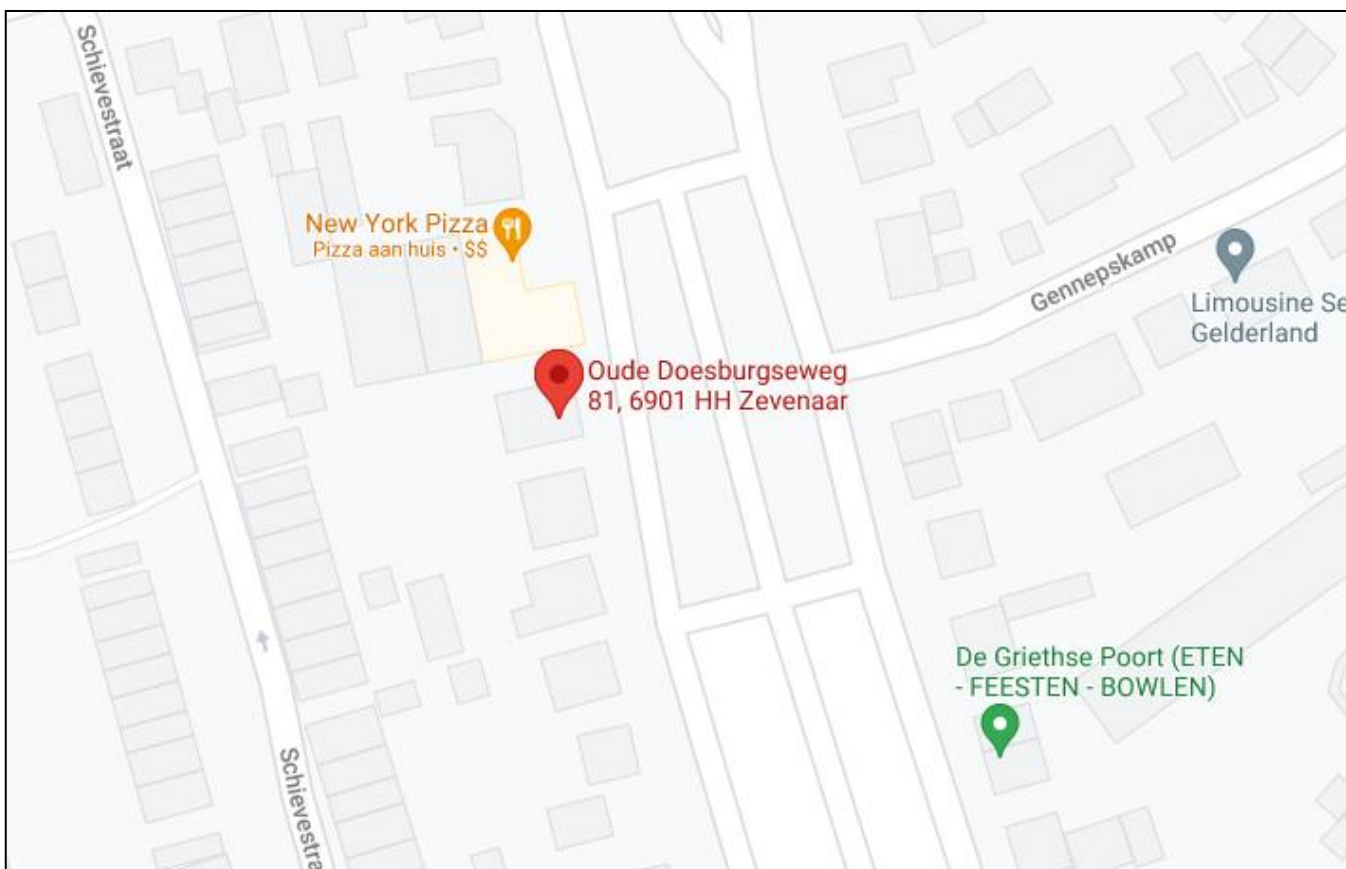 Schievestraat
New York Pizza
Pizza aan huis • $$
Gennepskamp
Limousine Se
Gelderland
Oude Doesburgseweg
81, 6901 HH Zevenaar
De Griethse Poort (ETEN
- FEESTEN - BOWLEN)
Schievestra